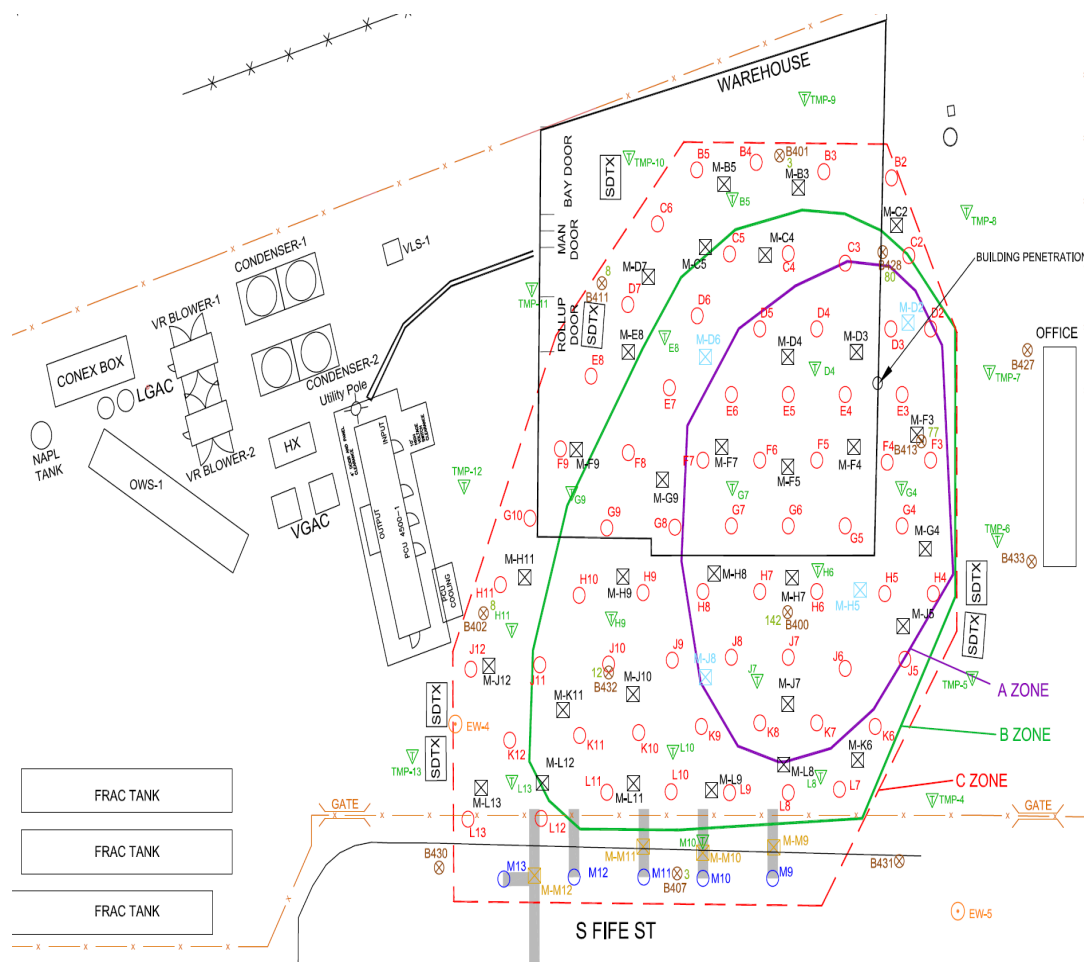 WAREHOUSE
TMP-9
BAY DOOR
SDTX
TMP-10
B5
B4
B401
3
B3
B2
M-B5
M-B3
B5
C6
M-C2
TMP-8
MAN DOOR
C5
M-C4
C3
C2
M-C5
C4
B428
80
BUILDING PENETRATION
CONDENSER-1
VLS-1
M-D7
8
B411
D7
TMP-11
ROLLUP DOOR
SDTX
VR BLOWER-1
D6
D5
D4
M-D2
D2
D3
OFFICE
M-E8
E8
M-D6
M-D4
M-D3
B427
CONEX BOX
CONDENSER-2
E8
D4
TMP-7
LGAC
Utility Pole
E7
E6
E5
E4
E3
NAPL TANK
VR BLOWER-2
HX
INPUT
M-F3
77
F9
M-F9
F8
F7
M-F7
F6
F5
M-F4
F4
B413
F3
M-F5
OWS-1
TMP-12
M-G9
G9
G7
G4
VGAC
OUTPUT
PCU 4500-1
G10
G9
G8
G7
G6
G5
G4
TMP-6
M-G4
B433
PCU COOLING
M-H11
H11
H10
M-H9
H9
M-H8
H8
H7
M-H7
H6
H6
M-H5
H5
H4
SDTX
8
B402
H11
H9
142
B400
M-J5
SDTX
J12
M-J12
J11
J10
12
B432
J9
J8
J7
J6
J5
M-J8
J7
TMP-5
A ZONE
SDTX
M-K11
M-J10
M-J7
EW-4
K12
K11
K10
K9
K8
K7
K6
B ZONE
TMP-13
SDTX
L10
M-L8
M-K6
FRAC TANK
M-L13
L13
M-L12
L11
M-L11
L10
M-L9
L9
L8
L8
L7
C ZONE
TMP-4
GATE
GATE
L13
L12
FRAC TANK
M-M11
M10
M-M10
M-M9
B430
B431
M13
M-M12
M12
M11
B407
3
M10
M9
FRAC TANK
S FIFE ST
EW-5